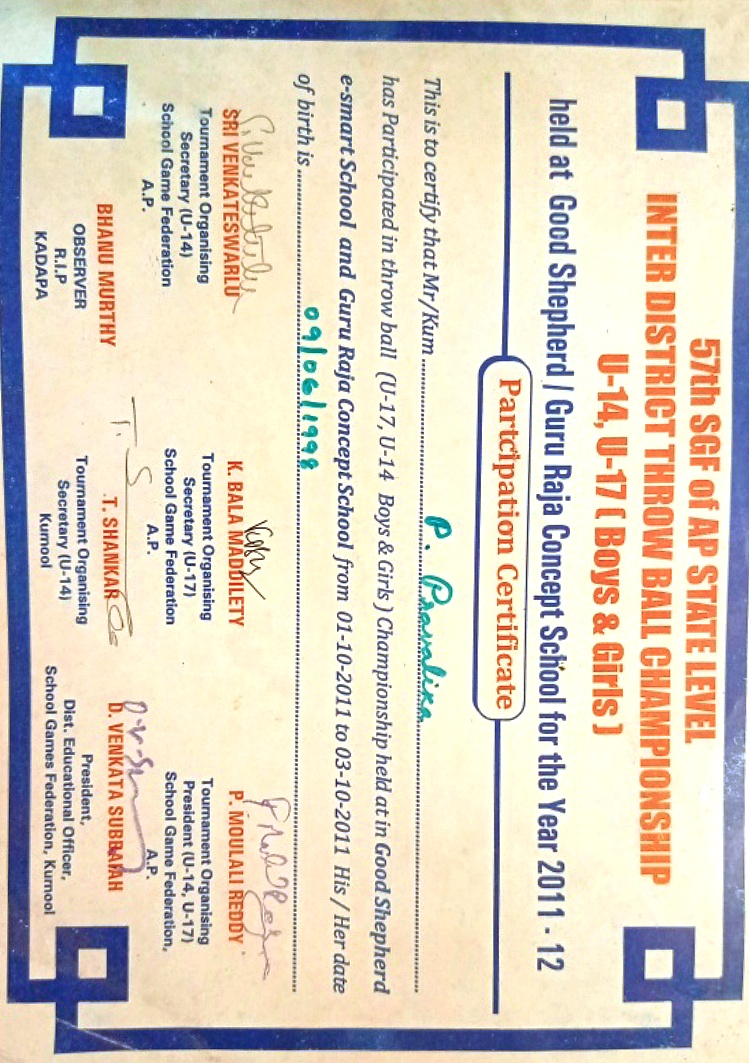 57th SGF of AP STATE LEVEL
INTER DISTRICT THROW BALL CHAMPIONSHIP
U-14, U-17 ( Boys & Girls )
held at Good Shepherd / Guru Raja Concept School for the Year 2011 - 12
Partcipation Certificate
This is to certify that Mr/Kum P. Pravalika
has Participated in throw ball (U-17, U-14 Boys & Girls ) Championship held at in Good Shepherd
e-smart School and Guru Raja Concept School from 01-10-2011 to 03-10-2011 His / Her date
of birth is 09/06/1998
SRI VENKATESWARLU
Tournament Organising
Secretary (U-14)
School Game Federation
A.P.
K. BALA MADDILETY
Tournament Organising
Secretary (U-17)
School Game Federation
A.P.
P. MOULALI REDDY
Tournament Organising
President (U-14, U-17)
School Game Federation,
A.P.
BHANU MURTHY
OBSERVER
R.I.P
KADAPA
T. SHANKAR
Tournament Organising
Secretary (U-14)
Kurnool
D. VENKATA SUBBAIAH
President,
Dist. Educational Officer,
School Games Federation, Kurnool